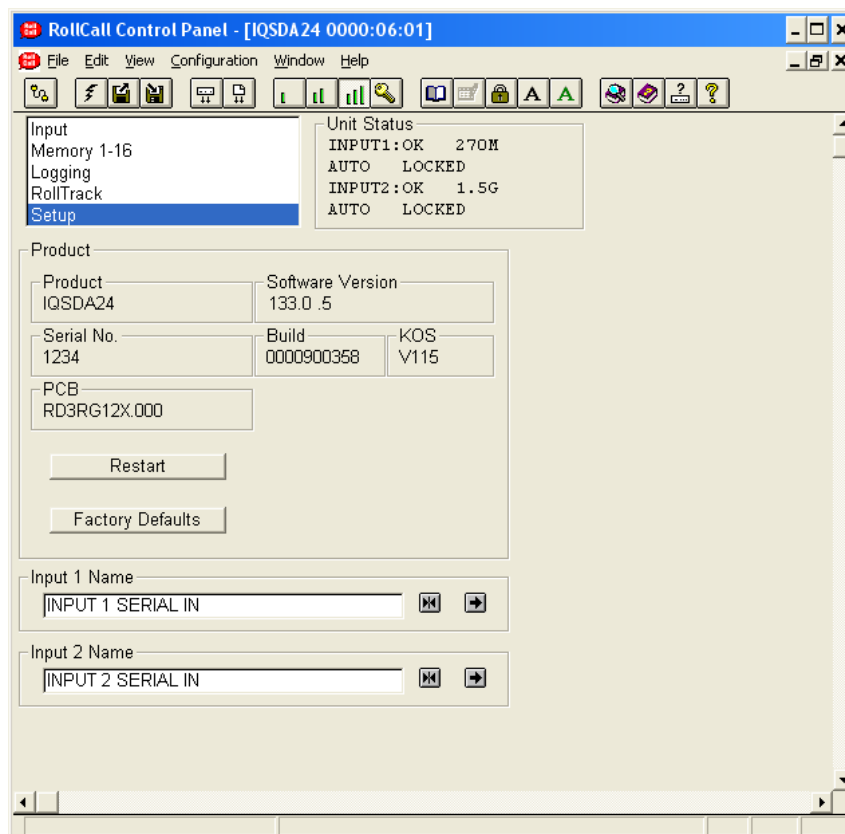 RollCall Control Panel - [IQSDA24 0000:06:01]
File Edit View Configuration Window Help
A A
Input
Memory 1-16
Logging
RollTrack
Setup
Unit Status
INPUT1:OK 270M
AUTO LOCKED
INPUT2:OK 1.5G
AUTO LOCKED
Product
Product
IQSDA24
Software Version
133.0 .5
Serial No.
1234
Build
0000900358
KOS
V115
PCB
RD3RG12X.000
Restart
Factory Defaults
Input 1 Name
INPUT 1 SERIAL IN
Input 2 Name
INPUT 2 SERIAL IN